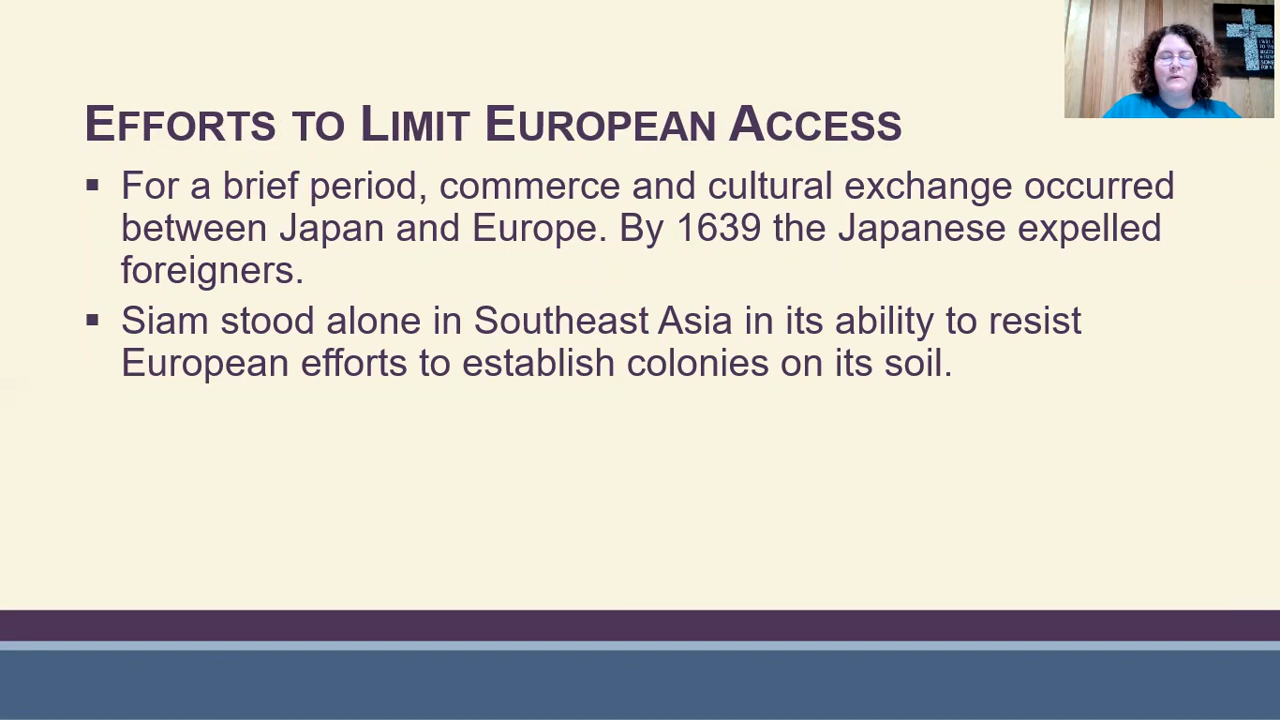 EFFORTS TO LIMIT EUROPEAN ACCESS
▪ For a brief period, commerce and cultural exchange occurred
between Japan and Europe. By 1639 the Japanese expelled
foreigners.
▪ Siam stood alone in Southeast Asia in its ability to resist
European efforts to establish colonies on its soil.